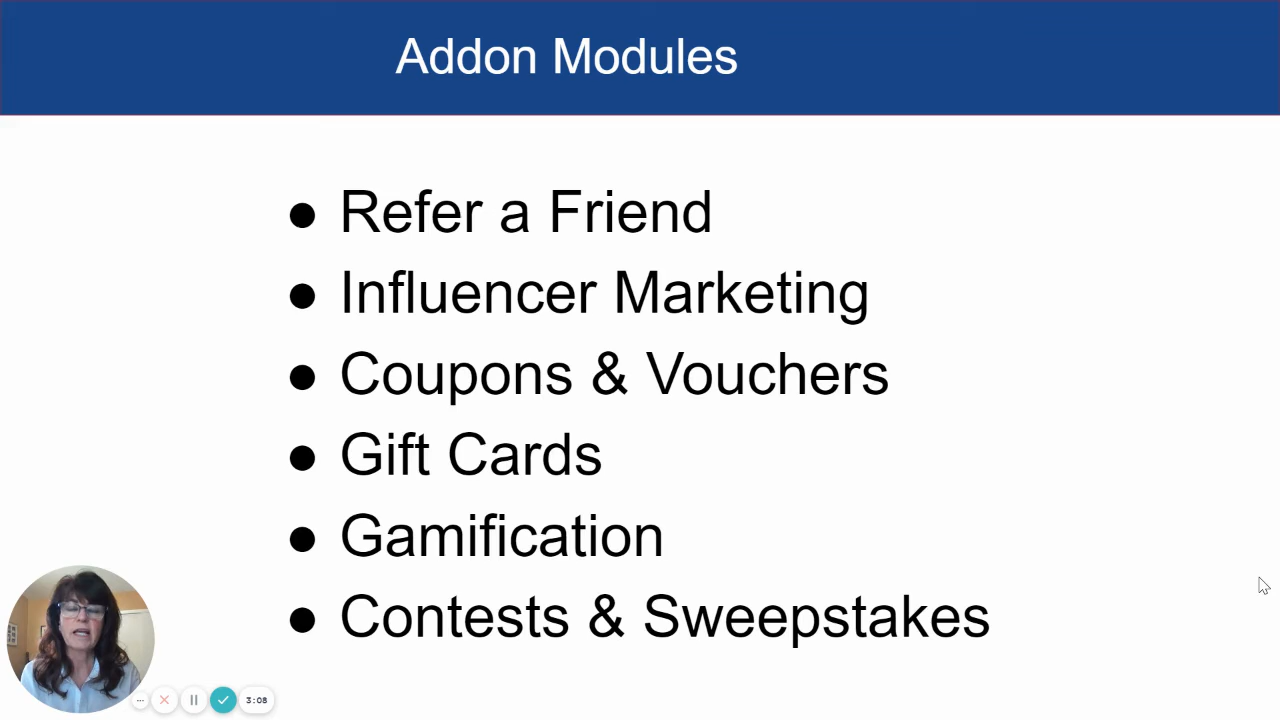 Addon Modules
● Refer a Friend
● Influencer Marketing
● Coupons & Vouchers
● Gift Cards
● Gamification
● Contests & Sweepstakes
3:08